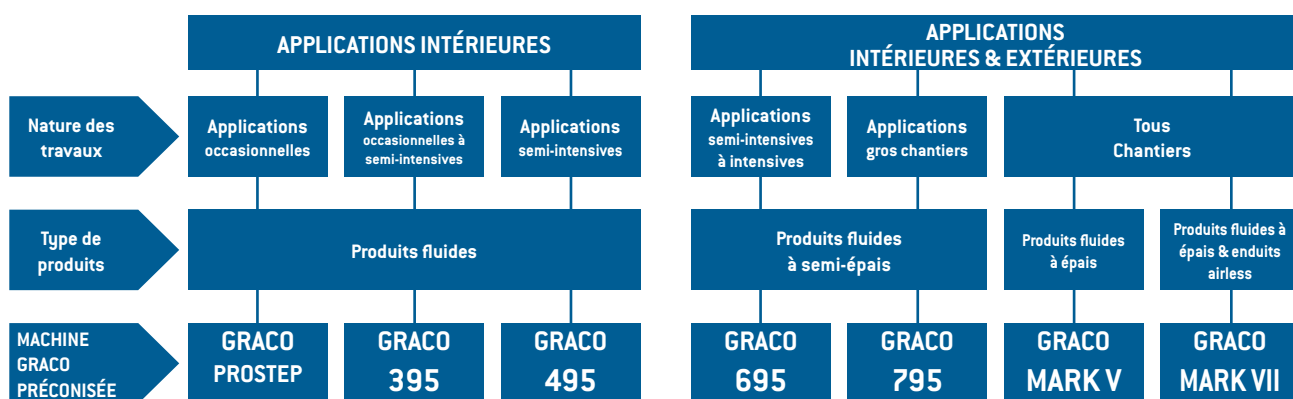 APPLICATIONS INTÉRIEURES
APPLICATIONS
INTÉRIEURES & EXTÉRIEURES
Nature des
travaux
Applications
occasionnelles
Applications
occasionnelles à
semi-intensives
Applications
semi-intensives
Applications
semi-intensives
à intensives
Applications
gros chantiers
Tous
Chantiers
Type de
produits
Produits fluides
Produits fluides
à semi-épais
Produits fluides
à épais
Produits fluides à
épais & enduits
airless
MACHINE
GRACO
PRÉCONISÉE
GRACO
PROSTEP
GRACO
395
GRACO
495
GRACO
695
GRACO
795
GRACO
MARK V
GRACO
MARK VII